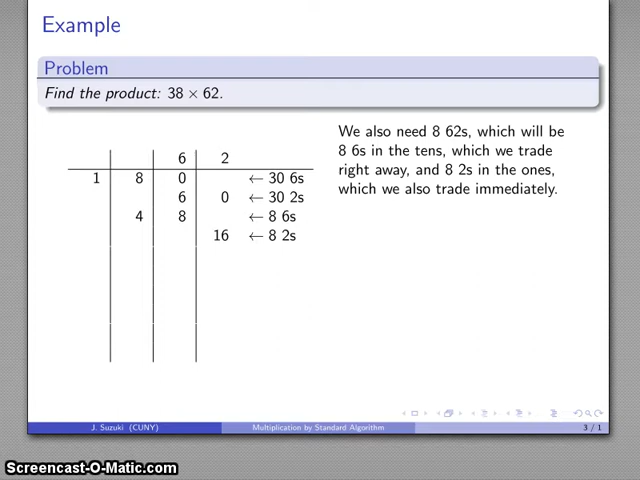 Example
Problem
Find the product: 38 × 62.
We also need 8 62s, which will be
8 6s in the tens, which we trade
right away, and 8 2s in the ones,
which we also trade immediately.
6 2
1 8 0 ← 30 6s
6 0 ← 30 2s
4 8 ← 8 6s
16 ← 8 2s
J. Suzuki (CUNY) Multiplication by Standard Algorithm 3 / 1
Screencast-O-Matic.com